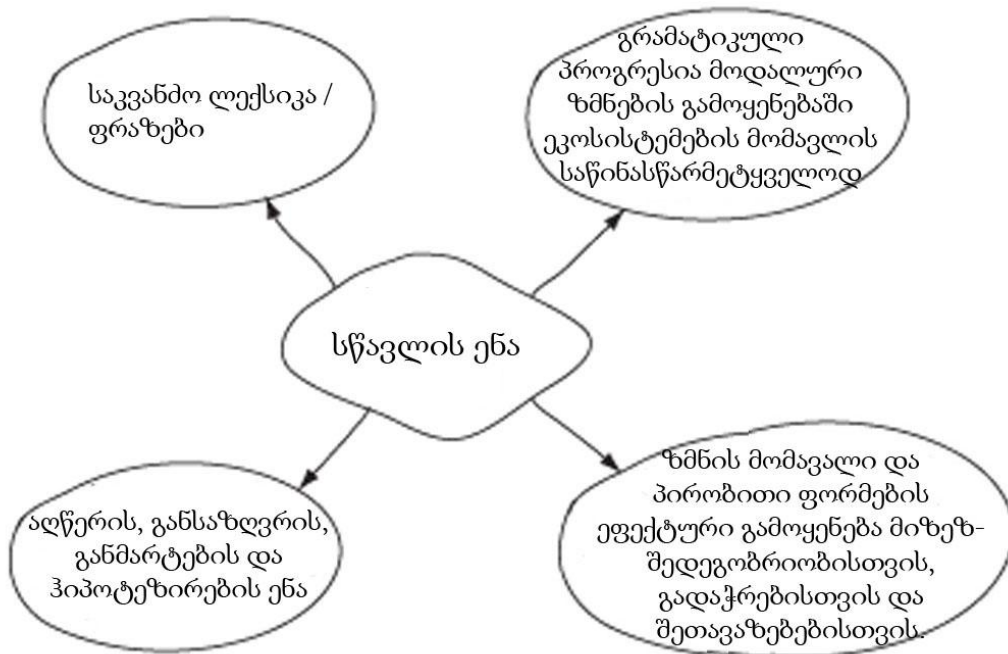 საკვანძო ლექსიკა /
ფრაზები
გრამატიკული
პროგრესია მოდალური
ზმნების გამოყენებაში
ეკოსისტემების მომავლის
საწინასწარმეტყველოდ
სწავლის ენა
აღწერის, განსაზღვრის,
განმარტების და
ჰიპოტეზირების ენა
ზმნის მომავალი და
პირობითი ფორმების
ეფექტური გამოყენება მიზეზ-
შედეგობრიობისთვის,
გადაჭრებისთვის და
შეთავაზებებისთვის.